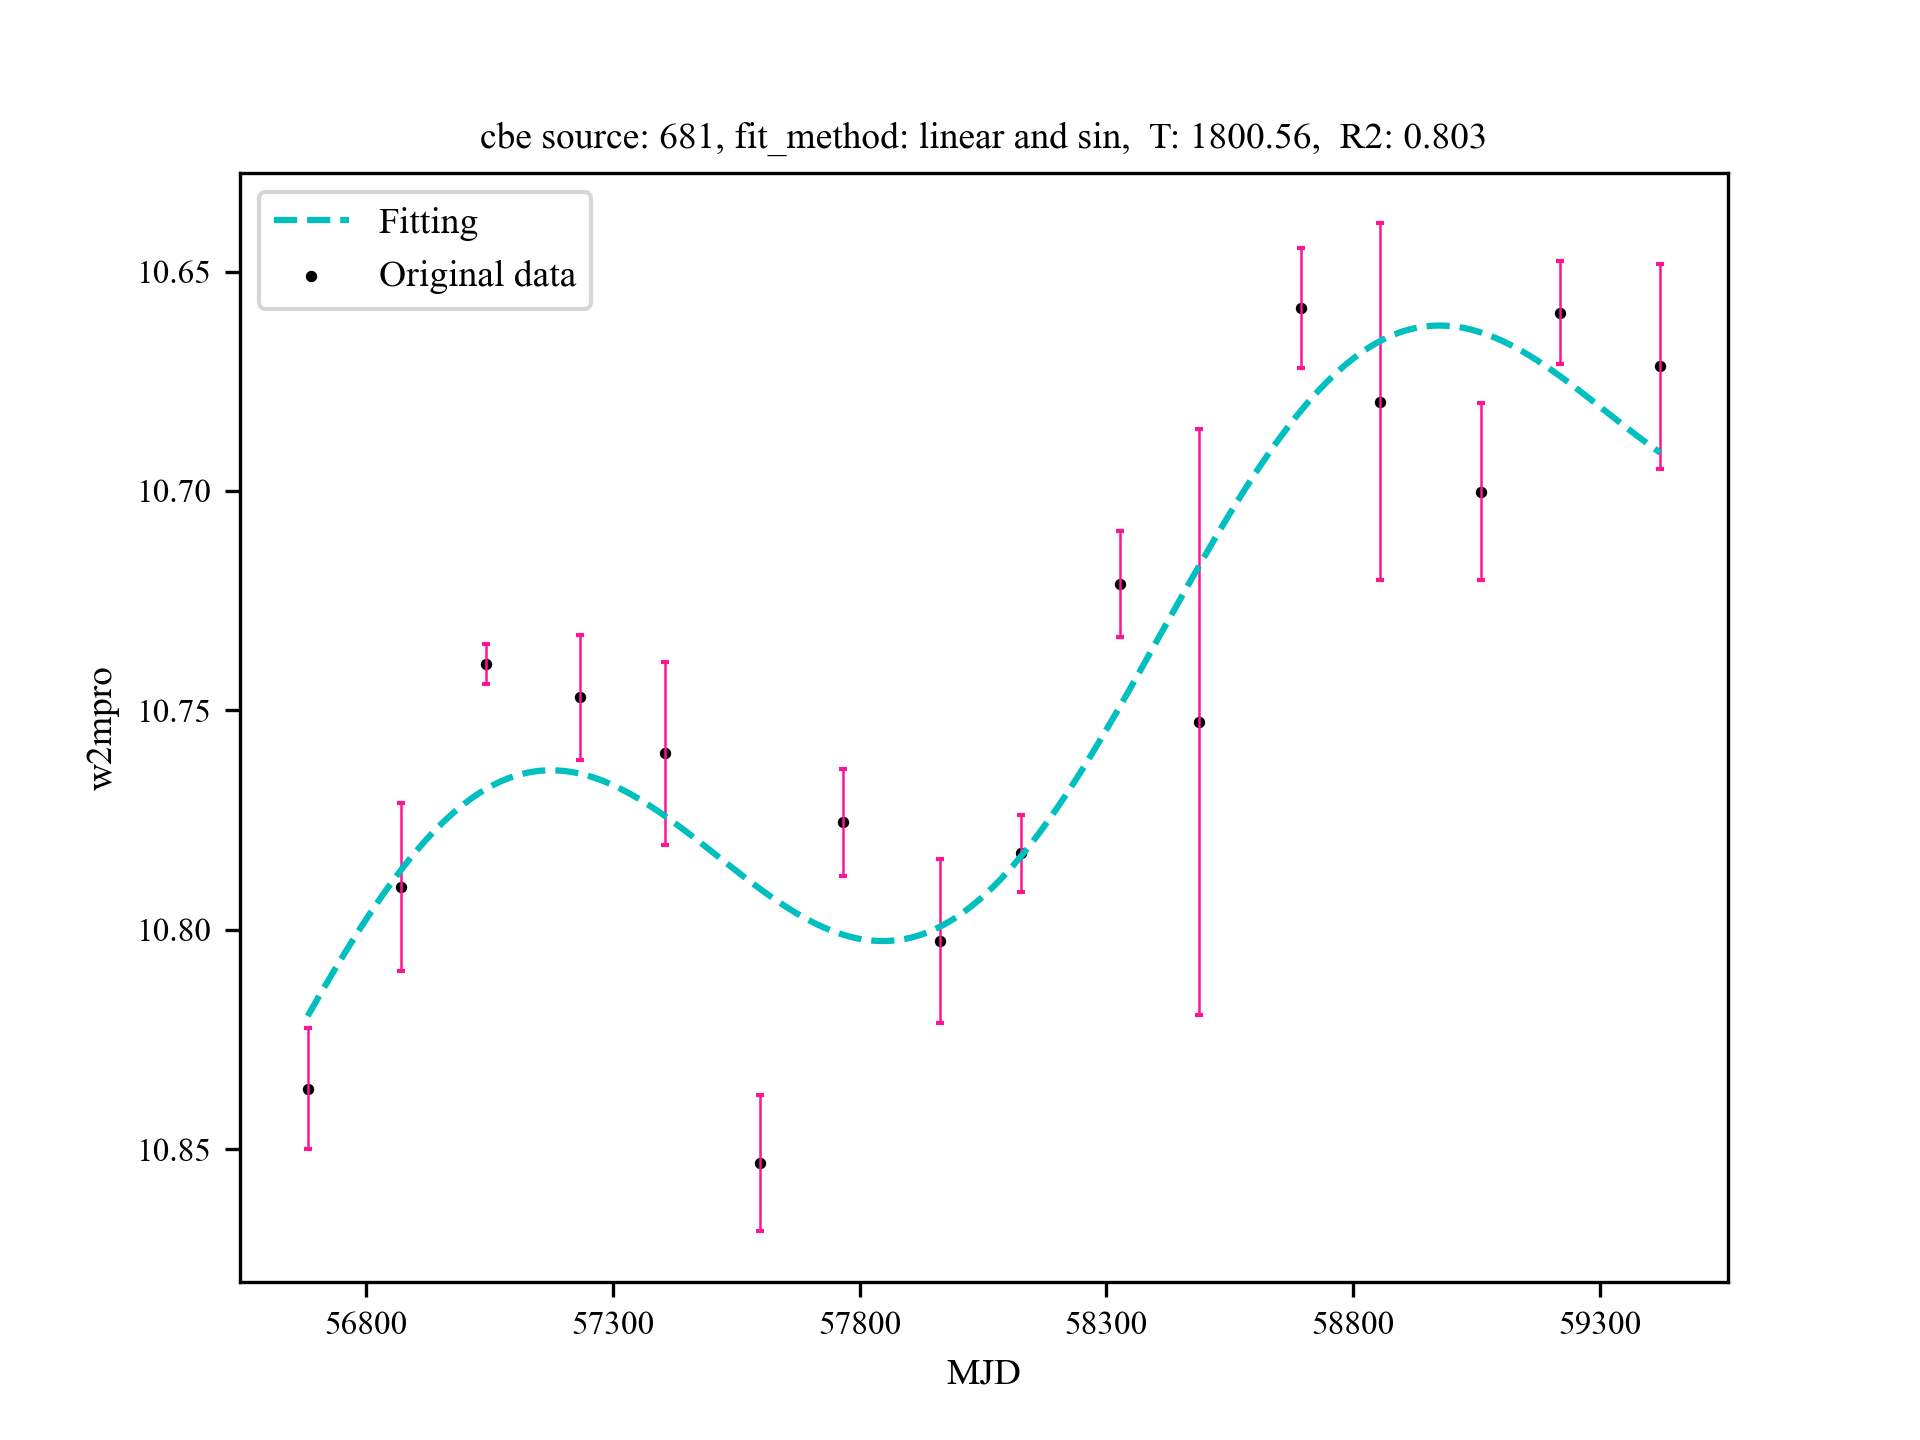 cbe source: 681, fit_method: linear and sin,  T: 1800.56,  R2: 0.803
Fitting
Original data
10.65
10.70
10.75
10.80
10.85
w2mpro
56800 57300 57800 58300 58800 59300
MJD